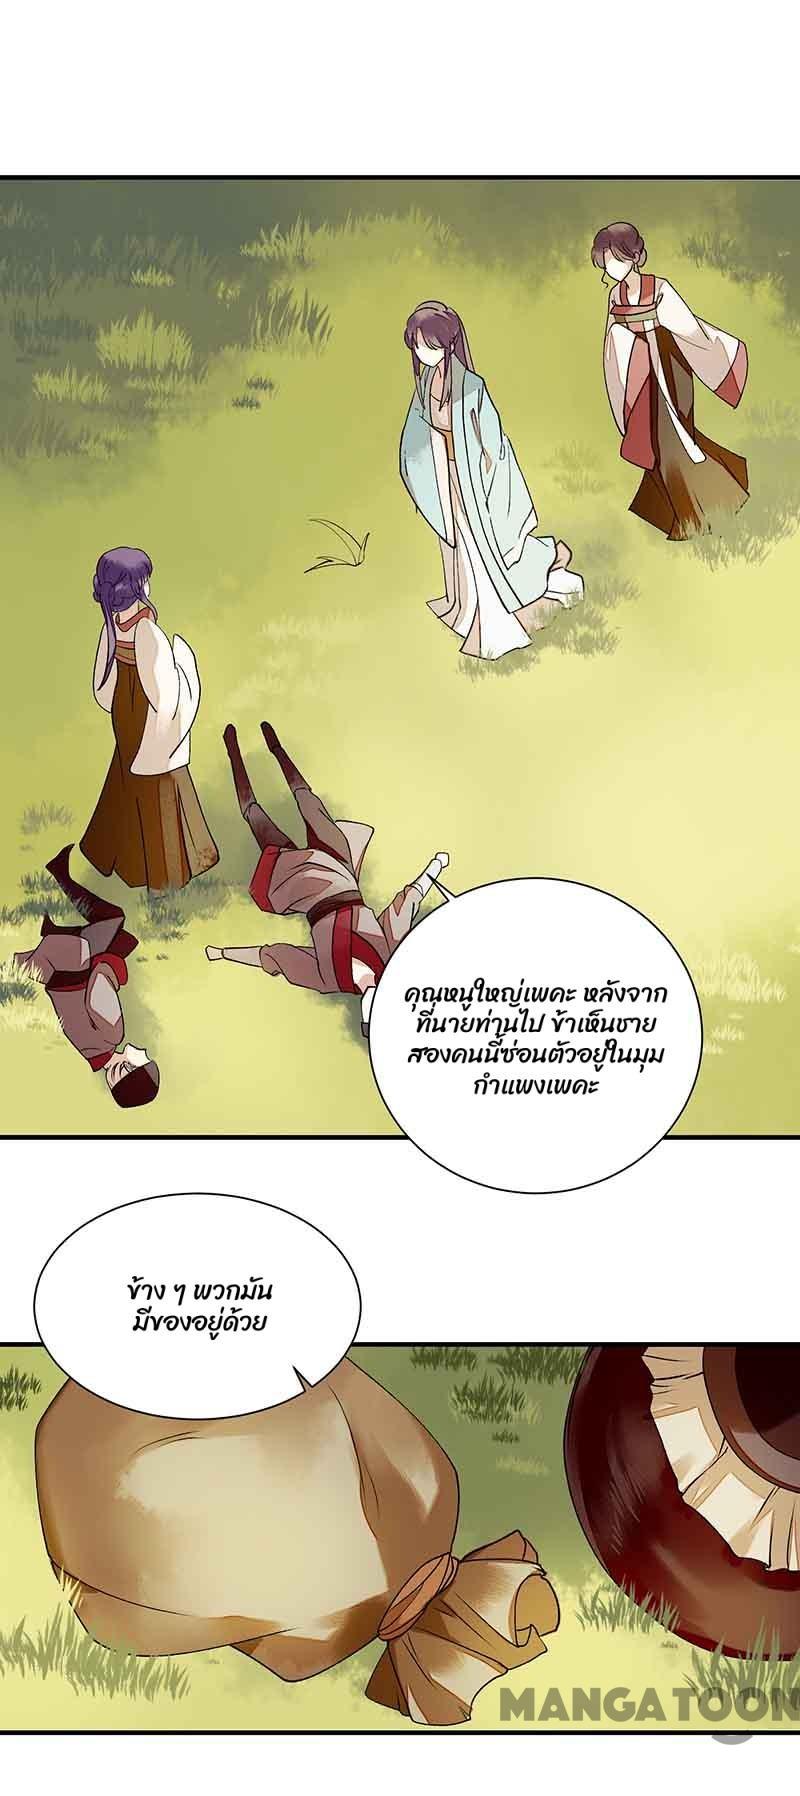 คุณหนูใหญ่เพคะ หลังจาก
ที่นายท่านไป ข้าเห็นชาย
สองคนนี้ซ่อนตัวอยู่ในมุม
กำแพงเพคะ
ข้าง ๆ พวกมัน
มีของอยู่ด้วย
MANGATOON